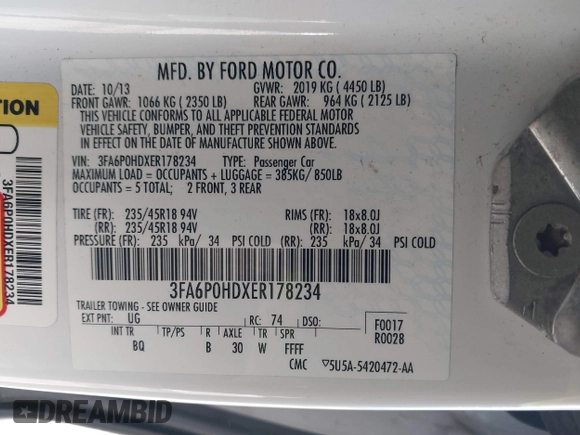 MFD. BY FORD MOTOR CO.
DATE: 10/13 GVWR: 2019 KG ( 4450 LB)
FRONT GAWR: 1066 KG ( 2350 LB) REAR GAWR: 964 KG ( 2125 LB)
THIS VEHICLE CONFORMS TO ALL APPLICABLE FEDERAL MOTOR
VEHICLE SAFETY, BUMPER, AND THEFT PREVENTION STANDARDS
IN EFFECT ON THE DATE OF MANUFACTURE SHOWN ABOVE.
VIN: 3FA6P0HDXER178234 TYPE: Passenger Car
MAXIMUM LOAD = OCCUPANTS + LUGGAGE = 385KG/ 850LB
OCCUPANTS = 5 TOTAL; 2 FRONT, 3 REAR
TIRE (FR): 235/45R18 94V RIMS (FR): 18x8.0J
(RR): 235/45R18 94V (RR): 18x8.0J
PRESSURE (FR): 235 kPa/ 34 PSI COLD (RR): 235 kPa/ 34 PSI COLD
3FA6P0HDXER178234
TRAILER TOWING - SEE OWNER GUIDE
EXT PNT: UG RC: 74 DSO: F0017
R0028
INT TR TP/PS R AXLE TR SPR
BQ B 30 W FFFF
CMC 5U5A-5420472-AA
TION
3FA6P0HDXER178234
DREAMBID